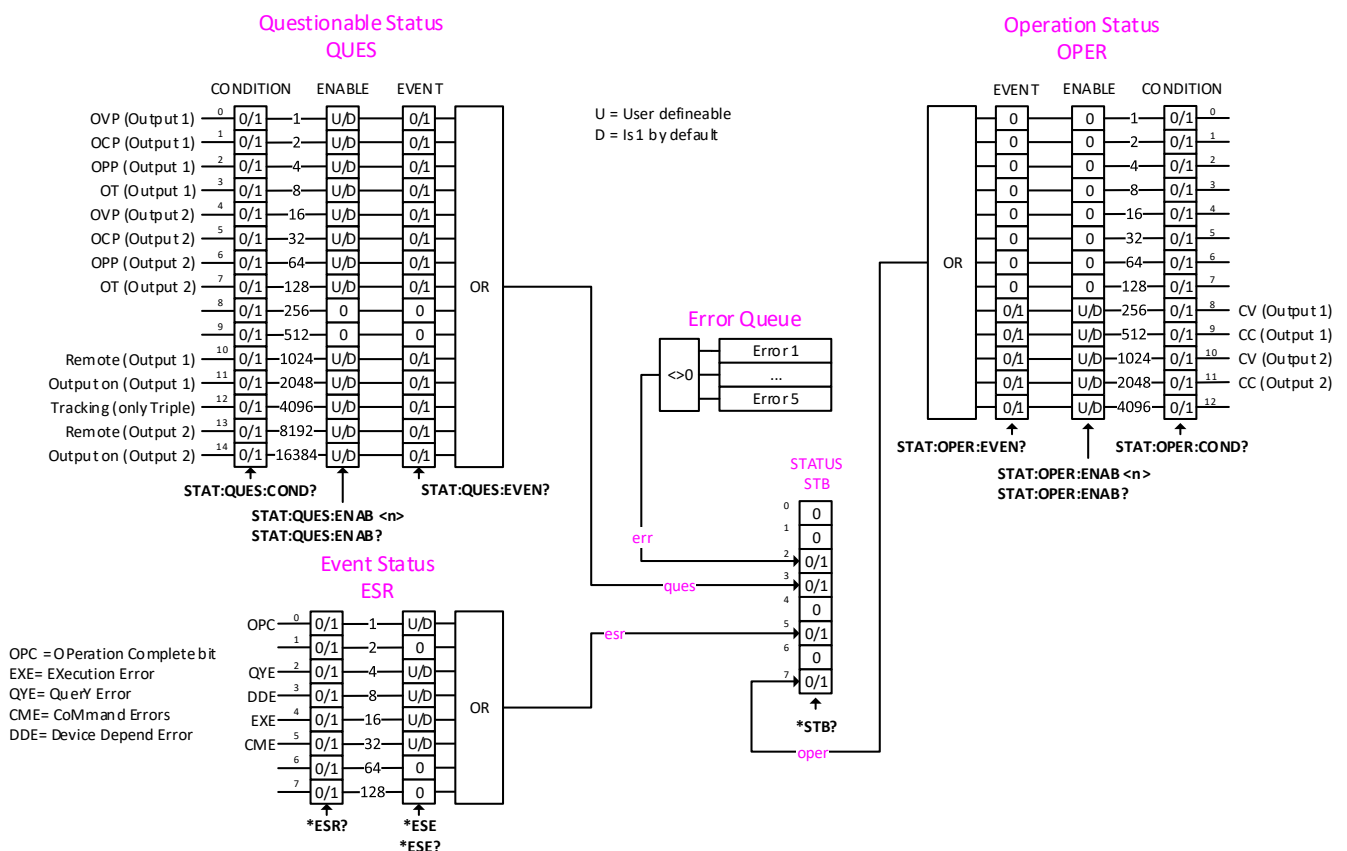 Questionable Status
QUES
CONDITION ENABLE EVENT
OVP (Output 1) 0 0/1 1 U/D 0/1
OCP (Output 1) 1 0/1 2 U/D 0/1
OPP (Output 1) 2 0/1 4 U/D 0/1
OT (Output 1) 3 0/1 8 U/D 0/1
OVP (Output 2) 4 0/1 16 U/D 0/1
OCP (Output 2) 5 0/1 32 U/D 0/1
OPP (Output 2) 6 0/1 64 U/D 0/1
OT (Output 2) 7 0/1 128 U/D 0/1
8 0/1 256 0 0
9 0/1 512 0 0
Remote (Output 1) 10 0/1 1024 U/D 0/1
Output on (Output 1) 11 0/1 2048 U/D 0/1
Tracking (only Triple) 12 0/1 4096 U/D 0/1
Remote (Output 2) 13 0/1 8192 U/D 0/1
Output on (Output 2) 14 0/1 16384 U/D 0/1
OR
STAT:QUES:COND? STAT:QUES:EVEN?
STAT:QUES:ENAB <n>
STAT:QUES:ENAB?
U = User defineable
D = Is 1 by default
Operation Status
OPER
EVENT ENABLE CONDITION
0 0 1 0/1 0
0 0 2 0/1 1
0 0 4 0/1 2
0 0 8 0/1 3
0 0 16 0/1 4
0 0 32 0/1 5
0 0 64 0/1 6
0 0 128 0/1 7
0/1 U/D 256 0/1 8 CV (Output 1)
0/1 U/D 512 0/1 9 CC (Output 1)
0/1 U/D 1024 0/1 10 CV (Output 2)
0/1 U/D 2048 0/1 11 CC (Output 2)
0/1 U/D 4096 0/1 12
OR
STAT:OPER:EVEN? STAT:OPER:COND?
STAT:OPER:ENAB <n>
STAT:OPER:ENAB?
Error Queue
<>0
Error 1
...
Error 5
err
ques
esr
oper
STATUS
STB
0 0
1 0
2 0/1
3 0/1
4 0
5 0/1
6 0
7 0/1
*STB?
Event Status
ESR
OPC 0 0/1 1 U/D
1 0/1 2 0
QYE 2 0/1 4 U/D
DDE 3 0/1 8 U/D
EXE 4 0/1 16 U/D
CME 5 0/1 32 U/D
6 0/1 64 0
7 0/1 128 0
OR
*ESR? *ESE
*ESE?
OPC = OPeration Complete bit
EXE= EXecution Error
QYE= QuerY Error
CME= CoMmand Errors
DDE= Device Depend Error